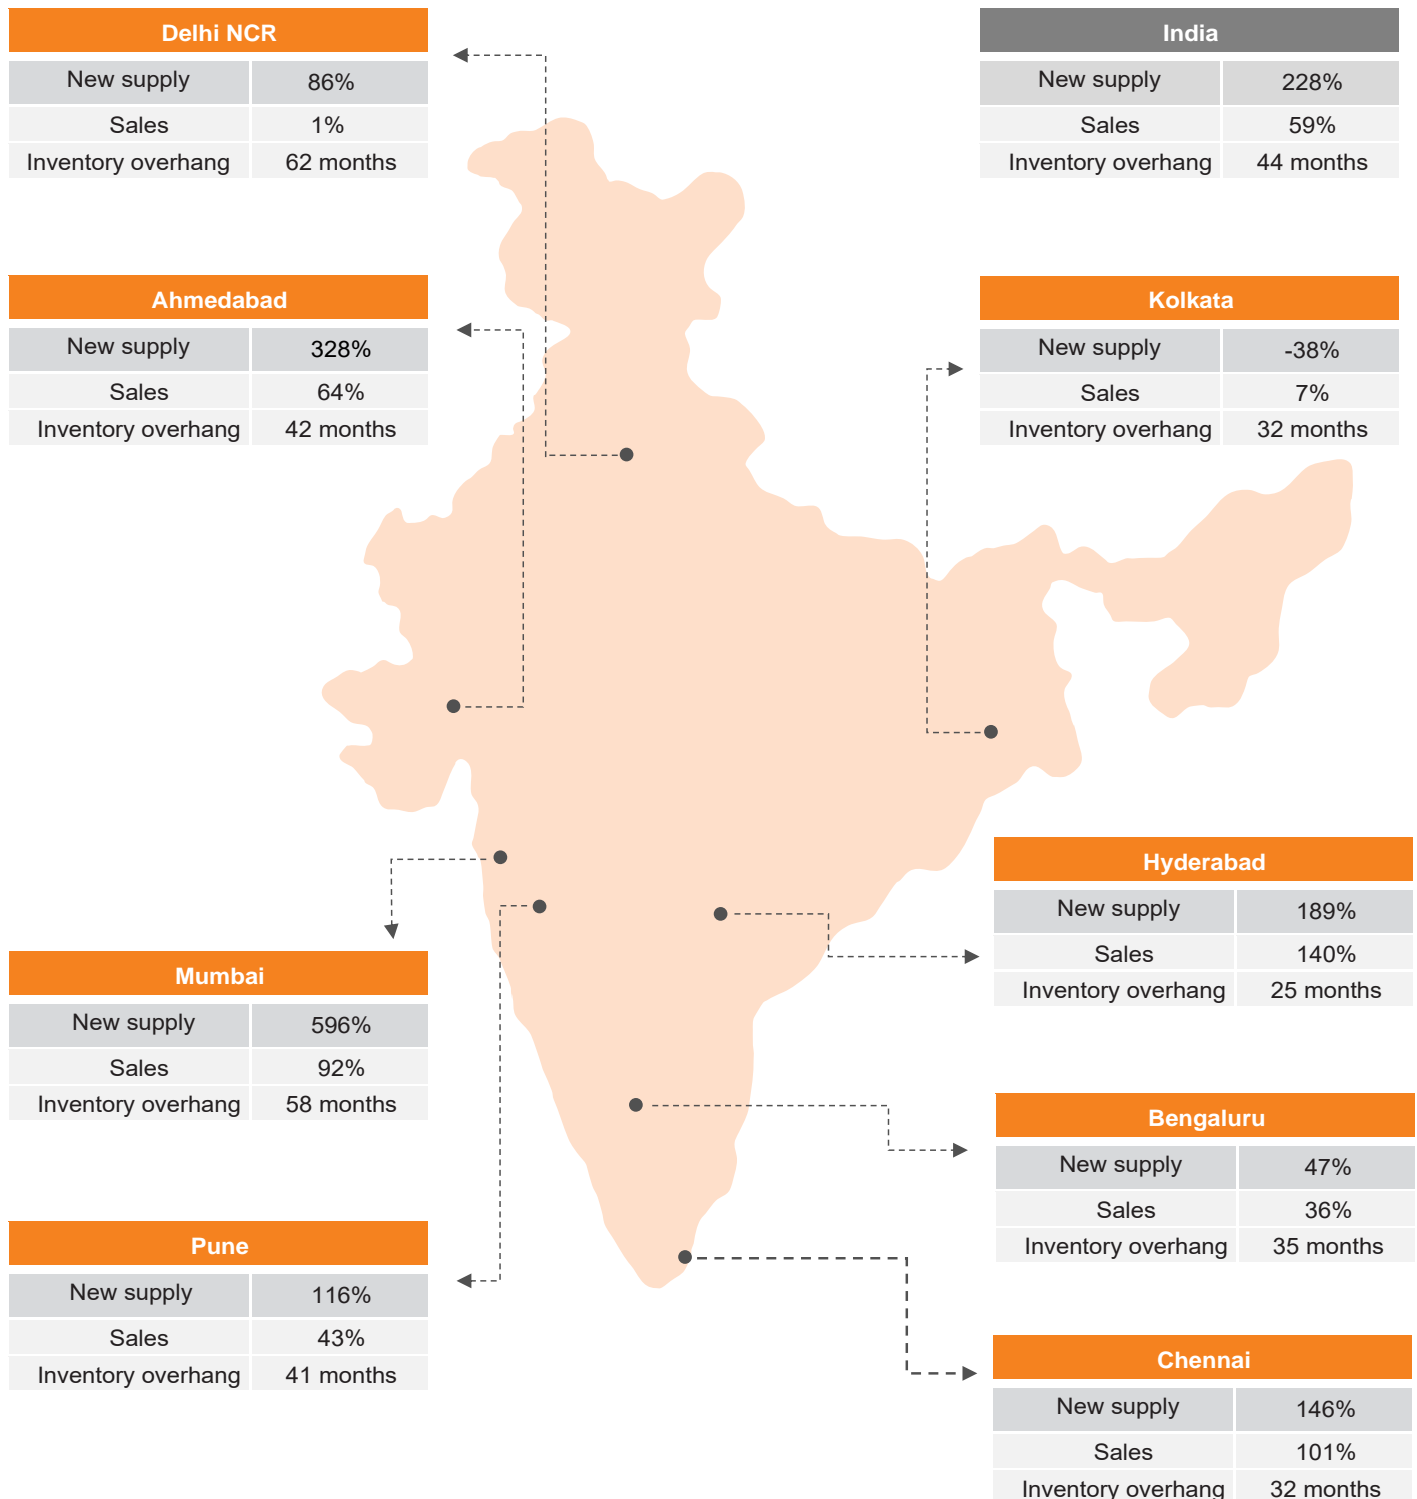 Delhi NCR
New supply 86%
Sales 1%
Inventory overhang 62 months
India
New supply 228%
Sales 59%
Inventory overhang 44 months
Ahmedabad
New supply 328%
Sales 64%
Inventory overhang 42 months
Kolkata
New supply -38%
Sales 7%
Inventory overhang 32 months
Hyderabad
New supply 189%
Sales 140%
Inventory overhang 25 months
Mumbai
New supply 596%
Sales 92%
Inventory overhang 58 months
Bengaluru
New supply 47%
Sales 36%
Inventory overhang 35 months
Pune
New supply 116%
Sales 43%
Inventory overhang 41 months
Chennai
New supply 146%
Sales 101%
Inventory overhang 32 months